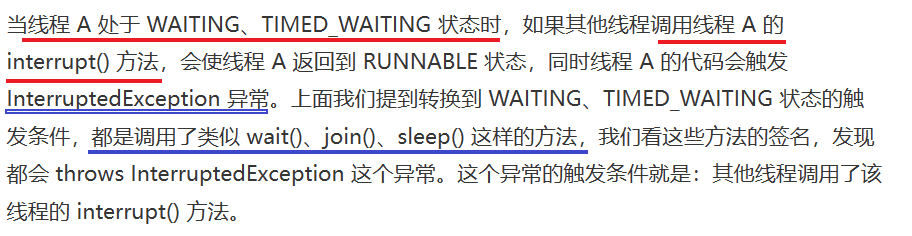 当线程 A 处于 WAITING、TIMED_WAITING 状态时，如果其他线程调用线程 A 的
interrupt() 方法，会使线程 A 返回到 RUNNABLE 状态，同时线程 A 的代码会触发
InterruptedException 异常。上面我们提到转换到 WAITING、TIMED_WAITING 状态的触
发条件，都是调用了类似 wait()、join()、sleep() 这样的方法，我们看这些方法的签名，发现
都会 throws InterruptedException 这个异常。这个异常的触发条件就是：其他线程调用了该
线程的 interrupt() 方法。